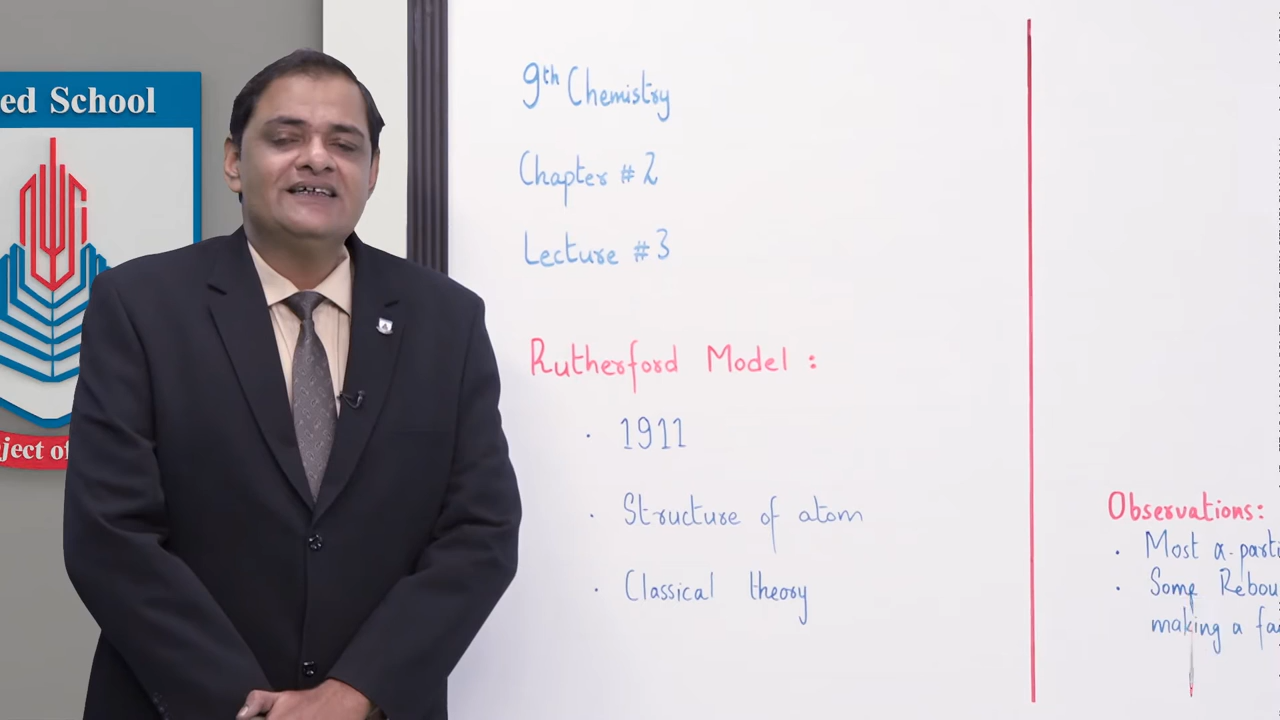 ed School
ject of
9th Chemistry
Chapter # 2
Lecture # 3
Rutherford Model :
· 1911
· Structure of atom
· Classical theory
Observations:
· Most α-parti
· Some Rebou
making a fa